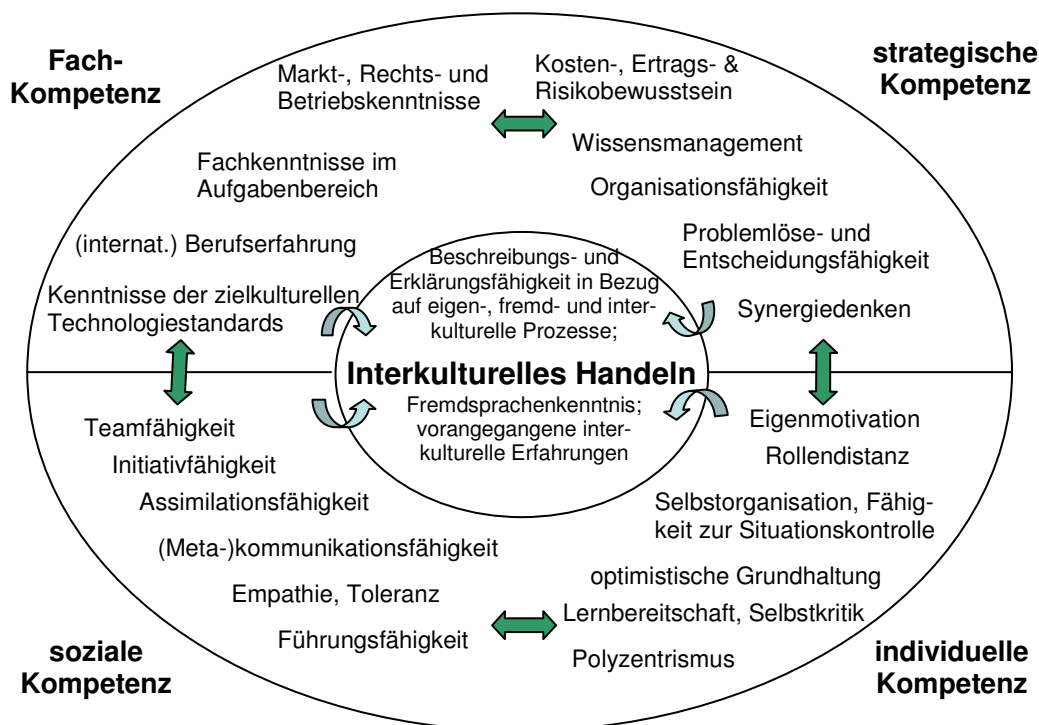 Fach-
Kompetenz
Markt-, Rechts- und
Betriebskenntnisse
Fachkenntnisse im
Aufgabenbereich
(internat.) Berufserfahrung
Kenntnisse der zielkulturellen
Technologiestandards
strategische
Kompetenz
Kosten-, Ertrags- &
Risikobewusstsein
Wissensmanagement
Organisationsfähigkeit
Problemlöse- und
Entscheidungsfähigkeit
Synergiedenken
Beschreibungs- und
Erklärungsfähigkeit in Bezug
auf eigen-, fremd- und inter-
kulturelle Prozesse;
Interkulturelles Handeln
Fremdsprachenkenntnis;
vorangegangene inter-
kulturelle Erfahrungen
Teamfähigkeit
Initiativfähigkeit
Assimilationsfähigkeit
(Meta-)kommunikationsfähigkeit
Empathie, Toleranz
Führungsfähigkeit
soziale
Kompetenz
Eigenmotivation
Rollendistanz
Selbstorganisation, Fähig-
keit zur Situationskontrolle
optimistische Grundhaltung
Lernbereitschaft, Selbstkritik
Polyzentrismus
individuelle
Kompetenz